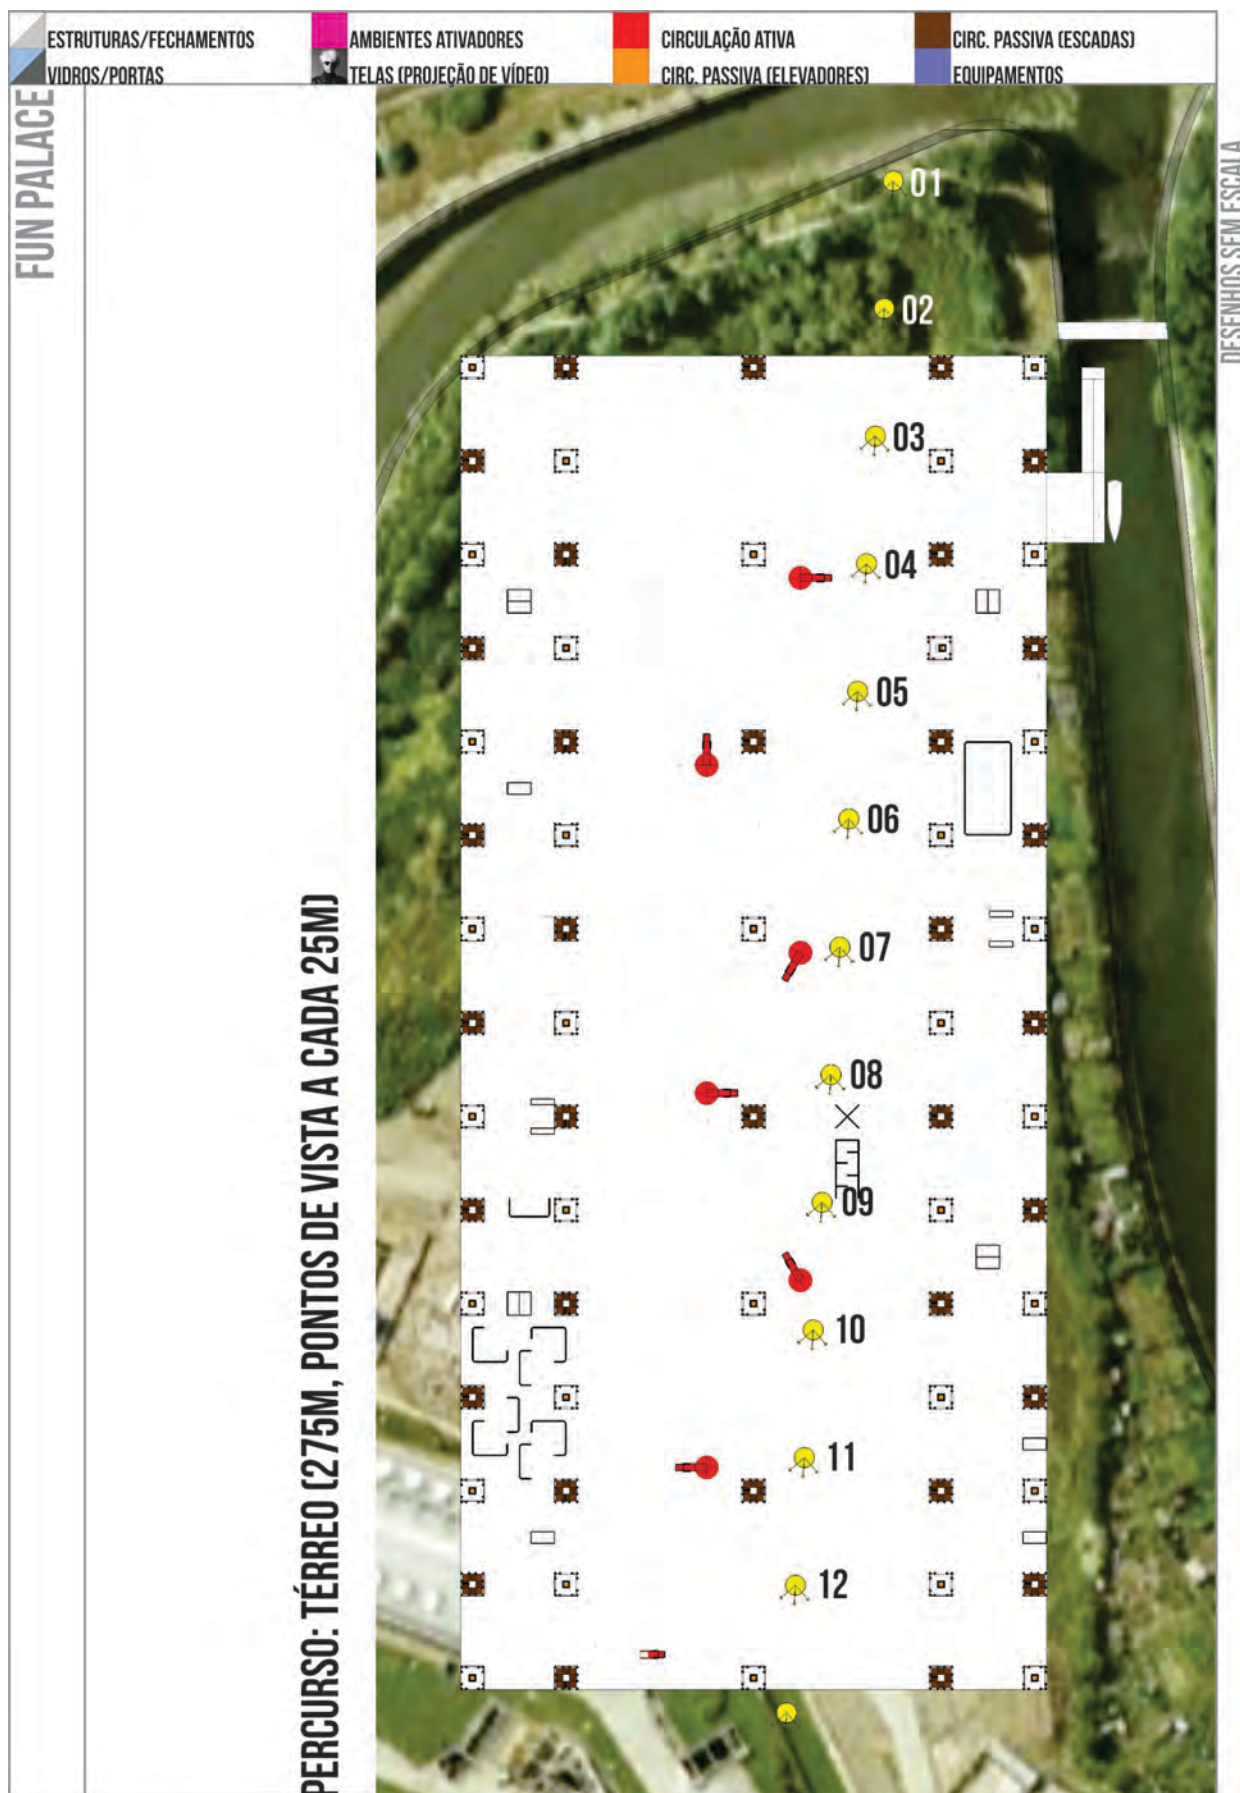 ESTRUTURAS/FECHAMENTOS
VIDROS/PORTAS
AMBIENTES ATIVADORES
TELAS (PROJEÇÃO DE VÍDEO)
CIRCULAÇÃO ATIVA
CIRC. PASSIVA (ELEVADORES)
CIRC. PASSIVA (ESCADAS)
EQUIPAMENTOS
FUN PALACE
DESENHOS SEM ESCALA
PERCURSO: TÉRREO (275M, PONTOS DE VISTA A CADA 25M)
01
02
03
04
05
06
07
08
09
10
11
12